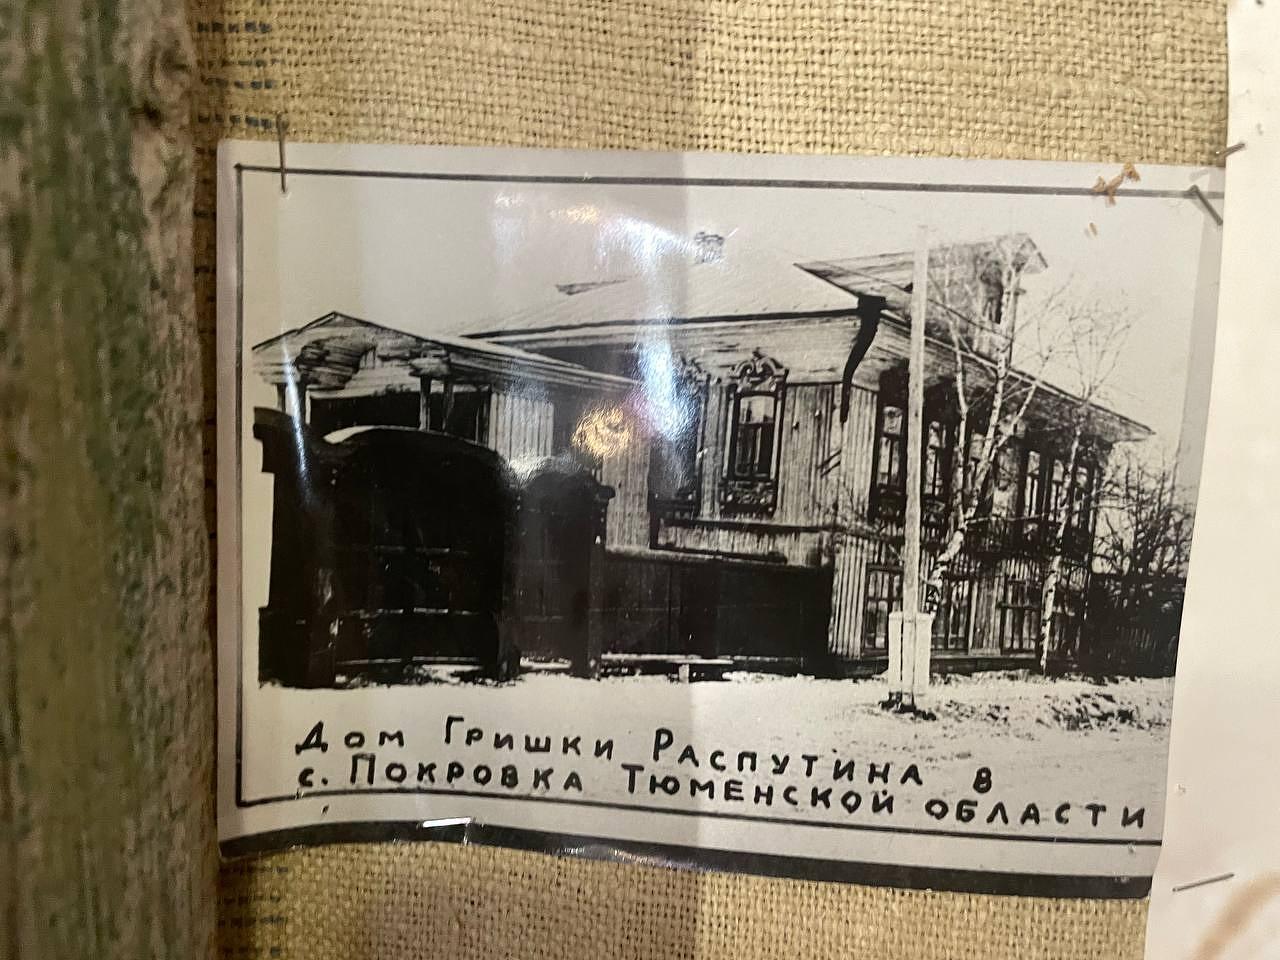 Дом Гришки Распутина в
с. Покровка Тюменской области